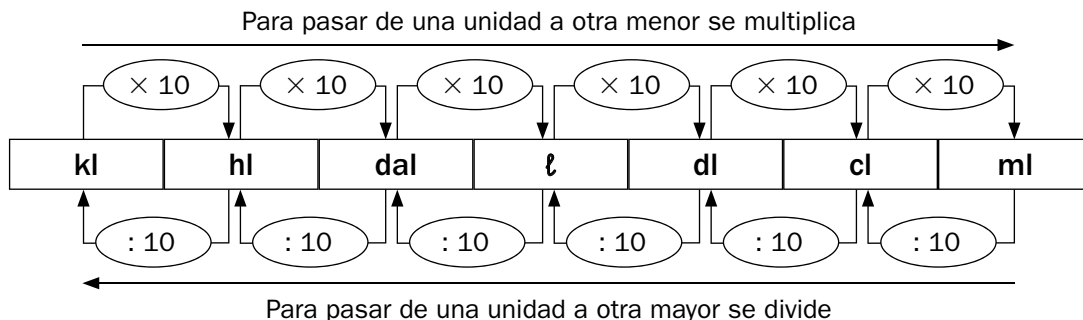 Para pasar de una unidad a otra menor se multiplica
× 10 × 10 × 10 × 10 × 10 × 10
kl hl dal ℓ dl cl ml
: 10 : 10 : 10 : 10 : 10 : 10
Para pasar de una unidad a otra mayor se divide